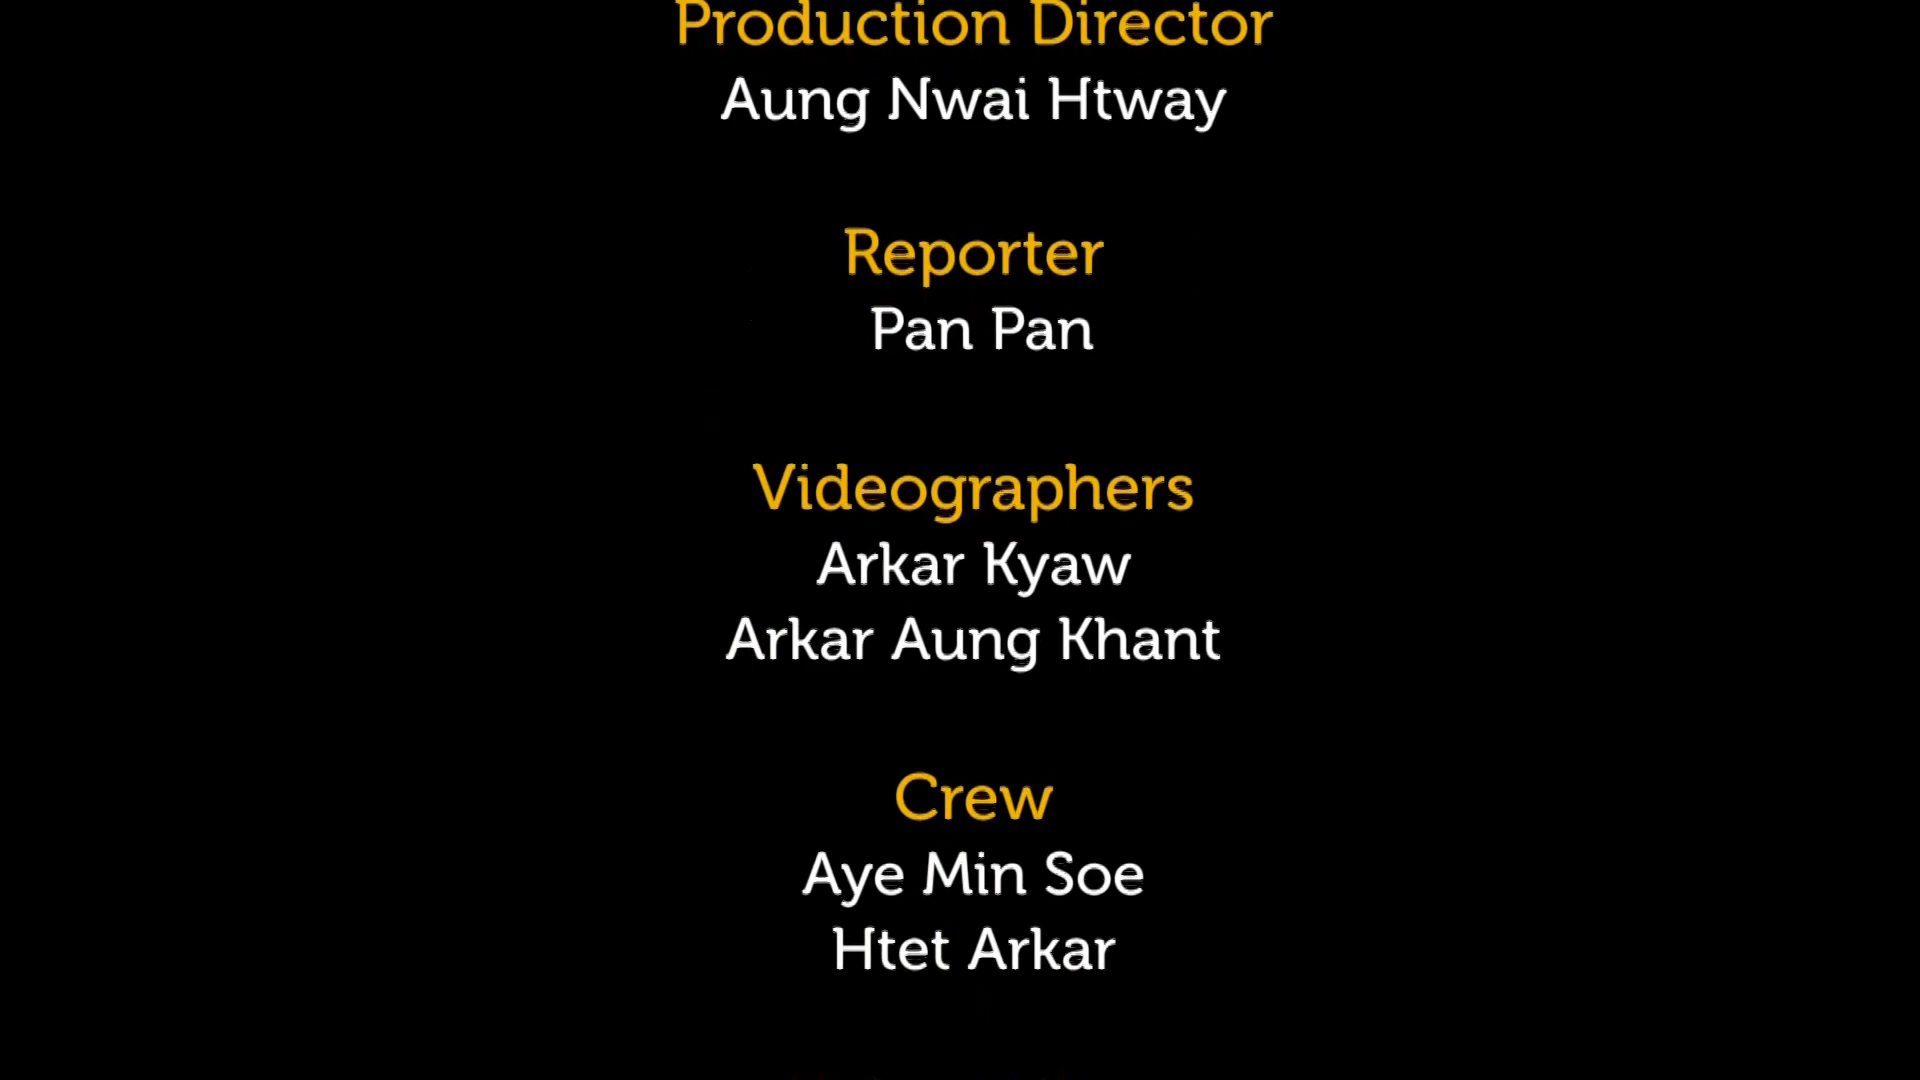 Production Director
Aung Nwai Htway
Reporter
Pan Pan
Videographers
Arkar Kyaw
Arkar Aung Khant
Crew
Aye Min Soe
Htet Arkar